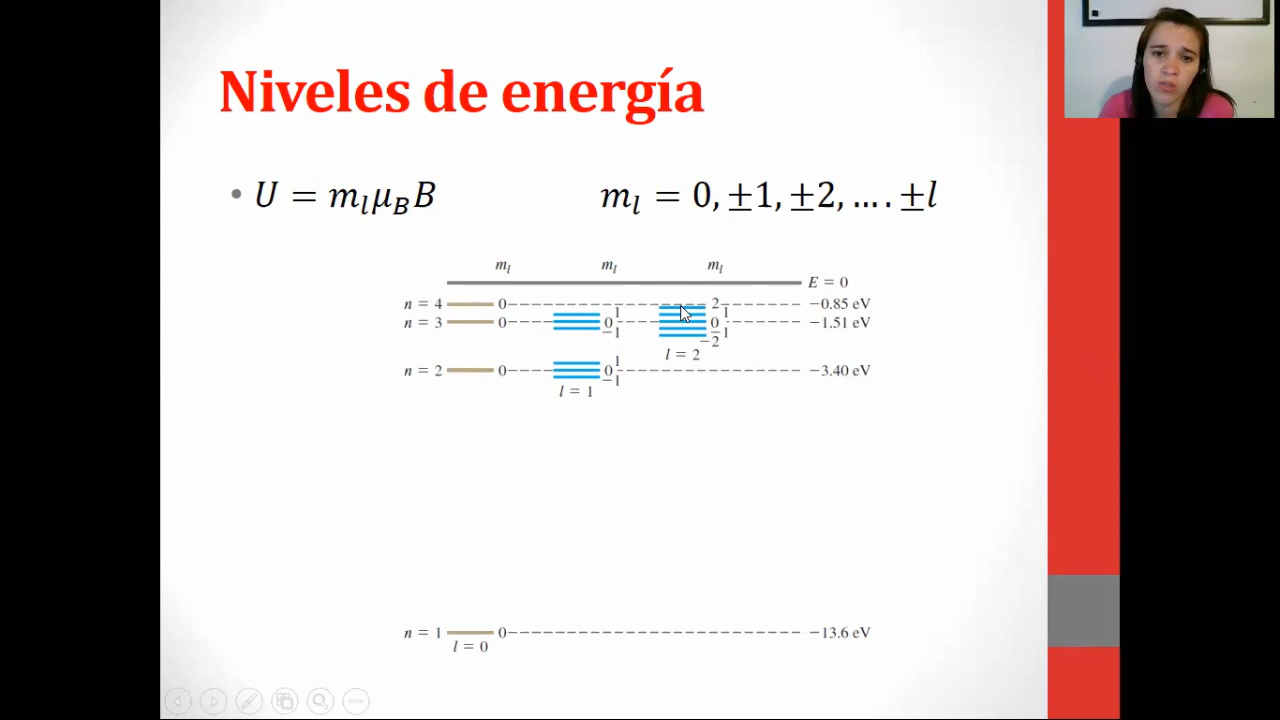 Niveles de energía
• U = m_l μ_B B    m_l = 0, ±1, ±2, …. ±l
m_l m_l m_l
E = 0
n = 4 0 2 −0.85 eV
1 1
n = 3 0 0 0 −1.51 eV
−1 −1
−2
l = 2
1
n = 2 0 0 −3.40 eV
−1
l = 1
n = 1 0 −13.6 eV
l = 0